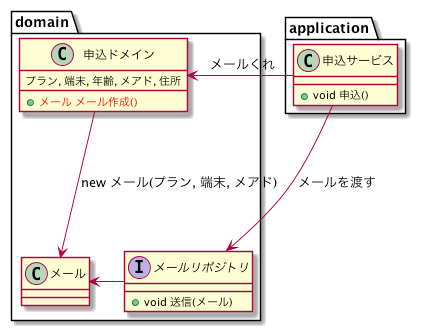 domain
application
C 申込ドメイン
プラン, 端末, 年齢, メアド, 住所
メール メール作成()
メールくれ
C 申込サービス
void 申込()
new メール(プラン, 端末, メアド)
メールを渡す
C メール
I メールリポジトリ
void 送信(メール)